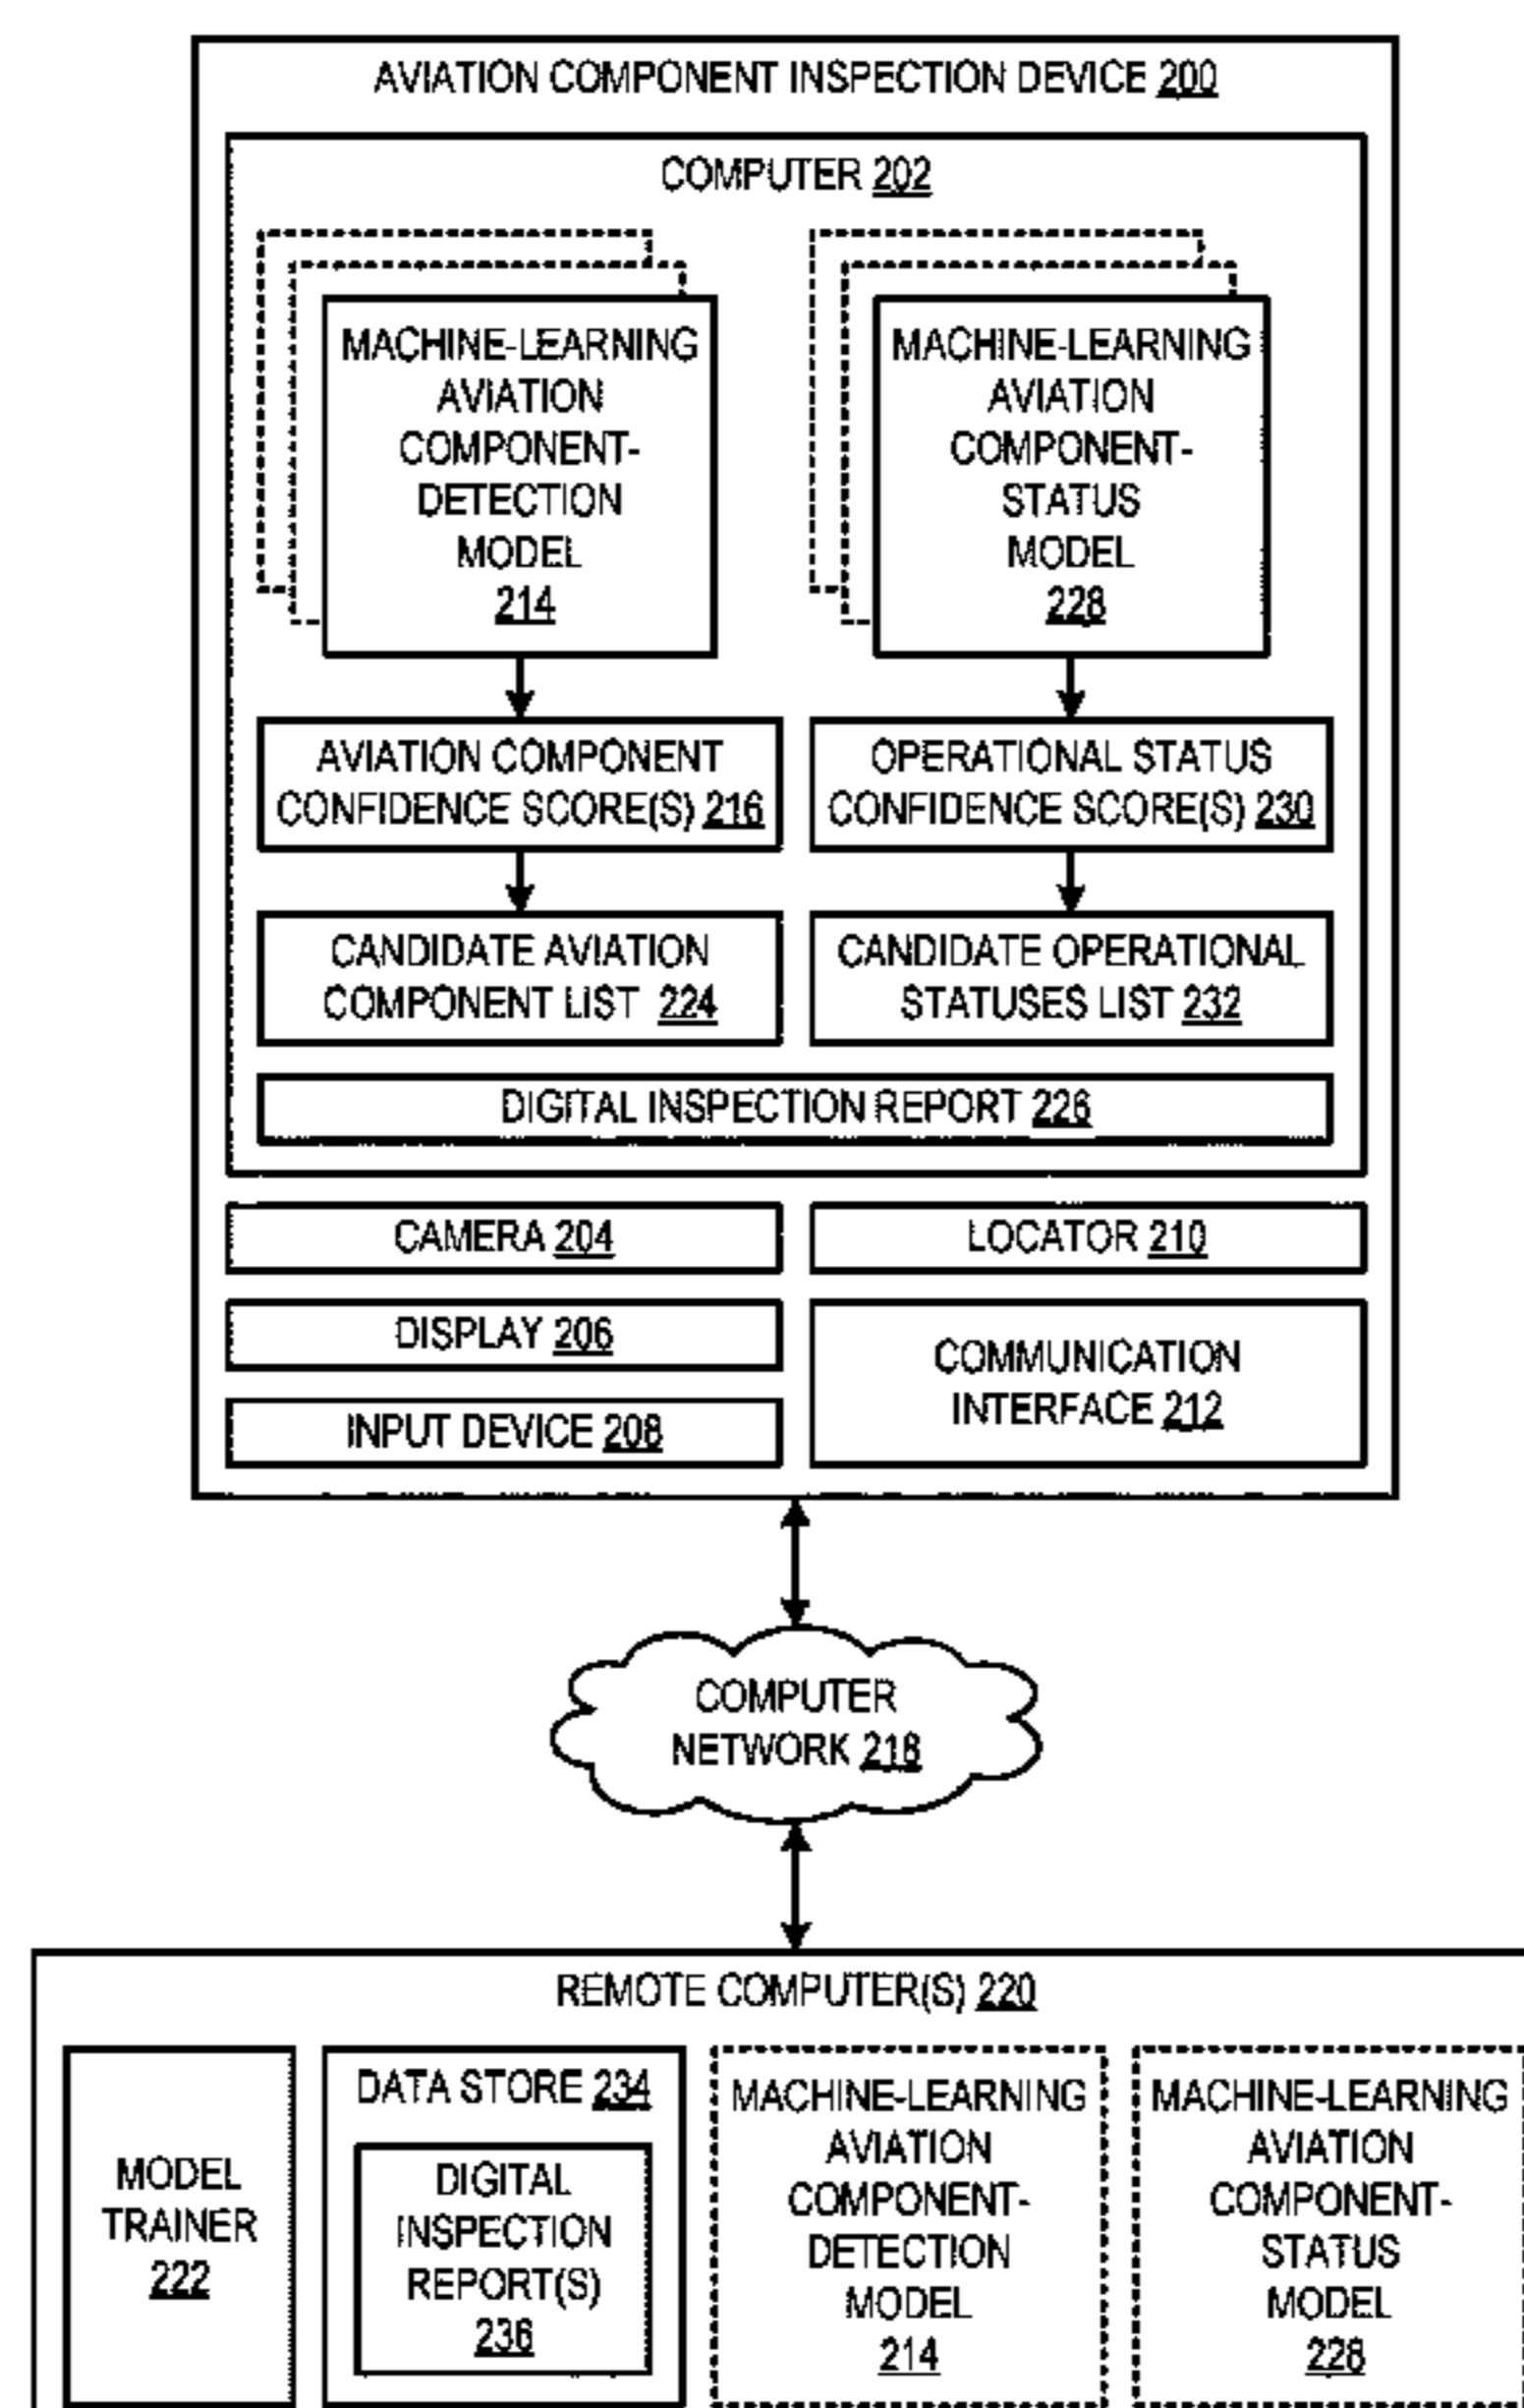 AVIATION COMPONENT INSPECTION DEVICE 200
COMPUTER 202
MACHINE-LEARNING
AVIATION
COMPONENT-
DETECTION
MODEL
214
MACHINE-LEARNING
AVIATION
COMPONENT-
STATUS
MODEL
228
AVIATION COMPONENT
CONFIDENCE SCORE(S) 216
OPERATIONAL STATUS
CONFIDENCE SCORE(S) 230
CANDIDATE AVIATION
COMPONENT LIST 224
CANDIDATE OPERATIONAL
STATUSES LIST 232
DIGITAL INSPECTION REPORT 226
CAMERA 204
LOCATOR 210
DISPLAY 206
COMMUNICATION
INTERFACE 212
INPUT DEVICE 208
COMPUTER
NETWORK 218
REMOTE COMPUTER(S) 220
MODEL
TRAINER
222
DATA STORE 234
DIGITAL
INSPECTION
REPORT(S)
236
MACHINE-LEARNING
AVIATION
COMPONENT-
DETECTION
MODEL
214
MACHINE-LEARNING
AVIATION
COMPONENT-
STATUS
MODEL
228